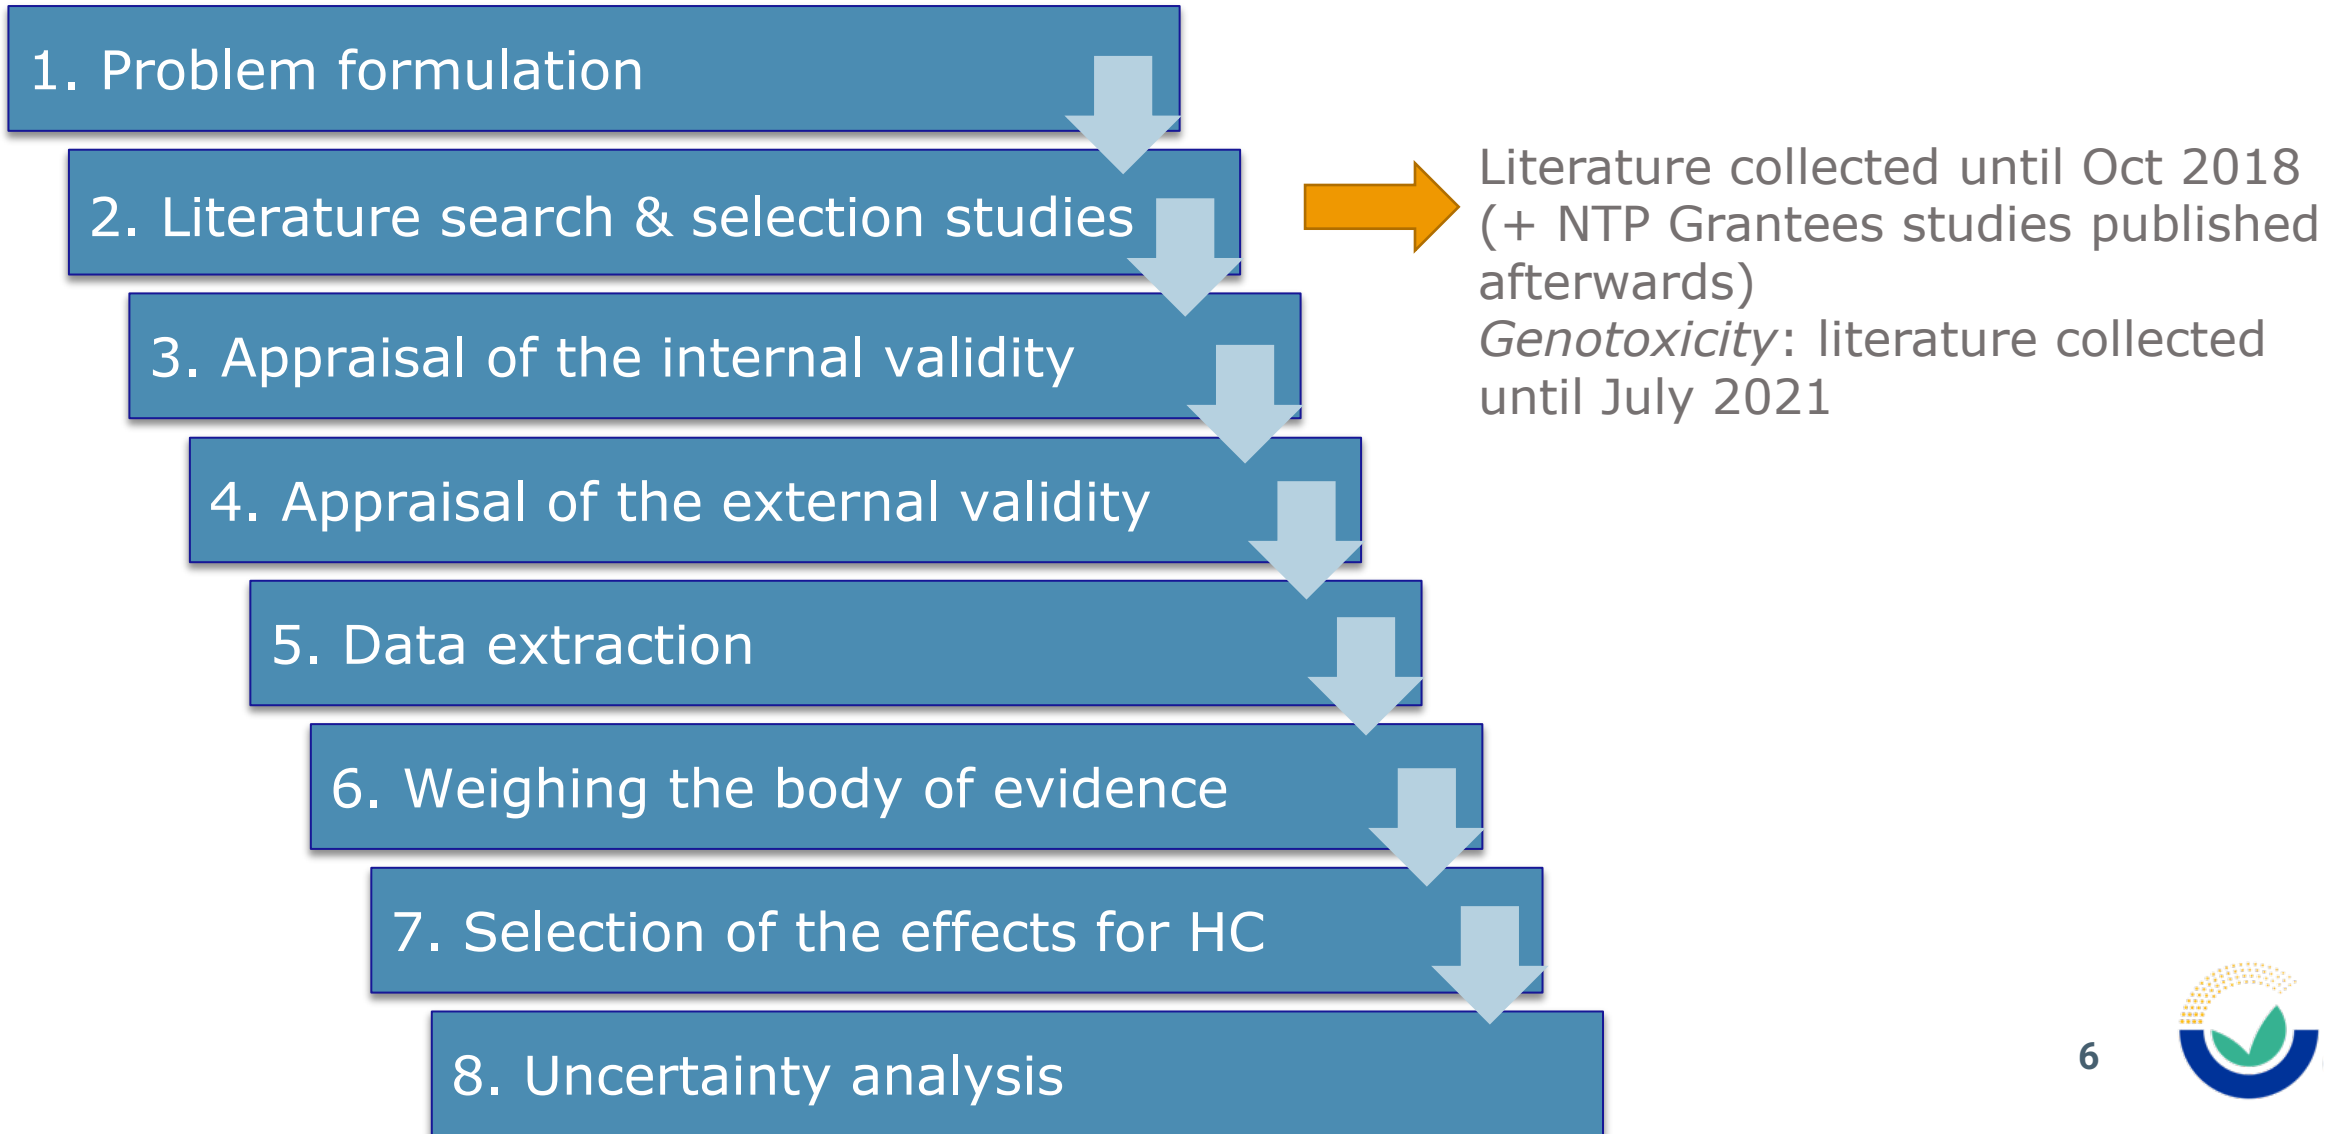 1. Problem formulation
2. Literature search & selection studies
3. Appraisal of the internal validity
4. Appraisal of the external validity
5. Data extraction
6. Weighing the body of evidence
7. Selection of the effects for HC
8. Uncertainty analysis
Literature collected until Oct 2018
(+ NTP Grantees studies published
afterwards)
Genotoxicity: literature collected
until July 2021
6